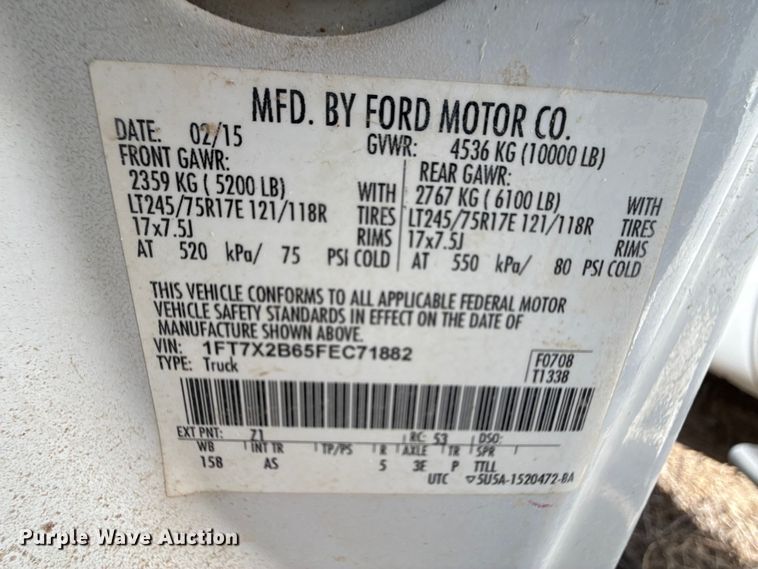 MFD. BY FORD MOTOR CO.
DATE: 02/15 GVWR: 4536 KG (10000 LB)
FRONT GAWR: REAR GAWR:
2359 KG ( 5200 LB) WITH 2767 KG ( 6100 LB) WITH
LT245/75R17E 121/118R TIRES LT245/75R17E 121/118R TIRES
17x7.5J RIMS 17x7.5J RIMS
AT 520 kPa/ 75 PSI COLD AT 550 kPa/ 80 PSI COLD
THIS VEHICLE CONFORMS TO ALL APPLICABLE FEDERAL MOTOR
VEHICLE SAFETY STANDARDS IN EFFECT ON THE DATE OF
MANUFACTURE SHOWN ABOVE.
VIN: 1FT7X2B65FEC71882
TYPE: Truck
F0708
T1338
EXT PNT: Z1 RC: 53 DSO:
WB INT TR TP/PS R AXLE TR SPR
158 AS 5 3E P TTLL
UTC ▽5U5A-1520472-BA
Purple Wave Auction